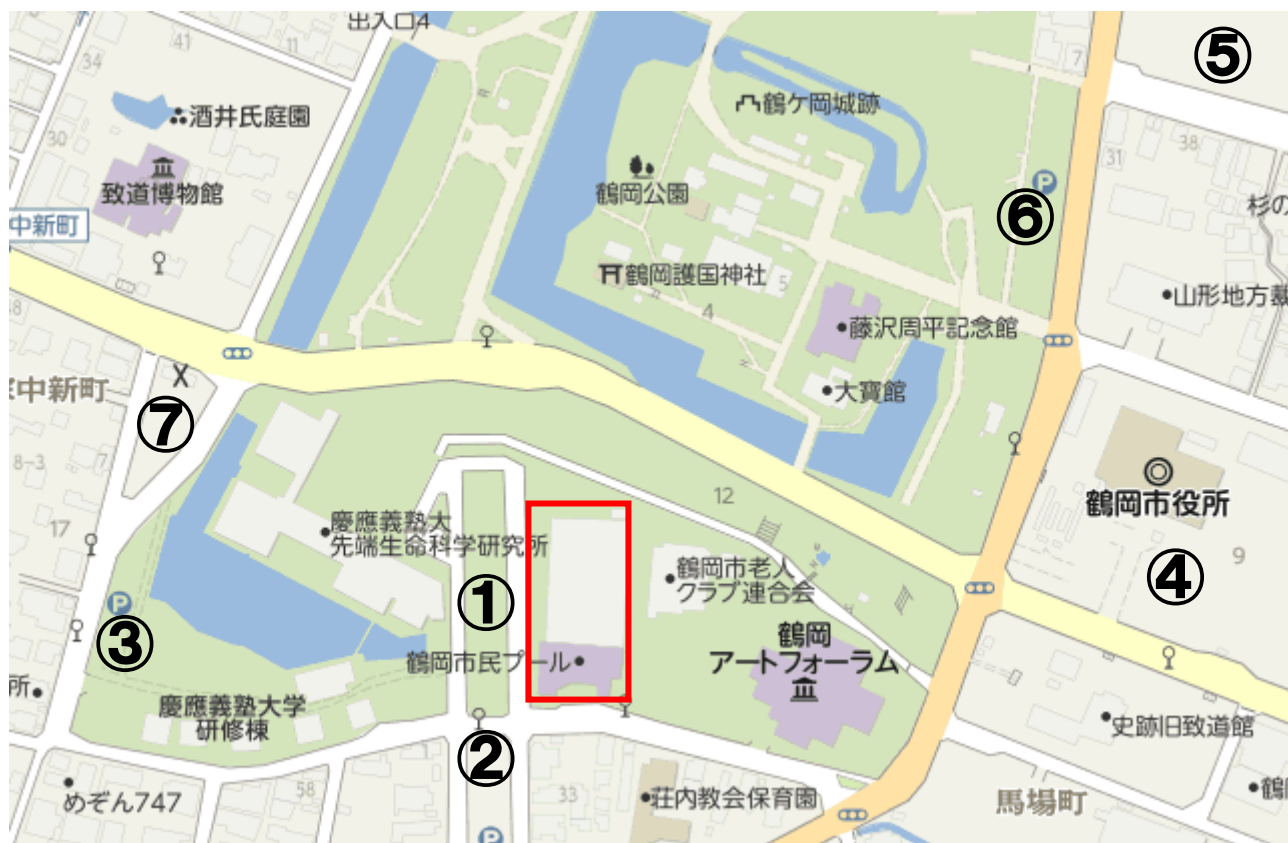 出入口4
41
11
34
酒井氏庭園
30
致道博物館
中新町
鶴ケ岡城跡
7
⑤
38
31
鶴岡公園
⑥
杉の
鶴岡護国神社
5
4
山形地方裁
藤沢周平記念館
大寶館
中新町
⑦
8-3
7
17
12
鶴岡市役所
9
④
慶應義塾大
先端生命科学研究所
①
鶴岡市老人
クラブ連合会
③
鶴岡市民プール
鶴岡
アートフォーラム
所
慶應義塾大学
研修棟
②
史跡旧致道館
めぞん747
58
33
荘内教会保育園
馬場町
鶴